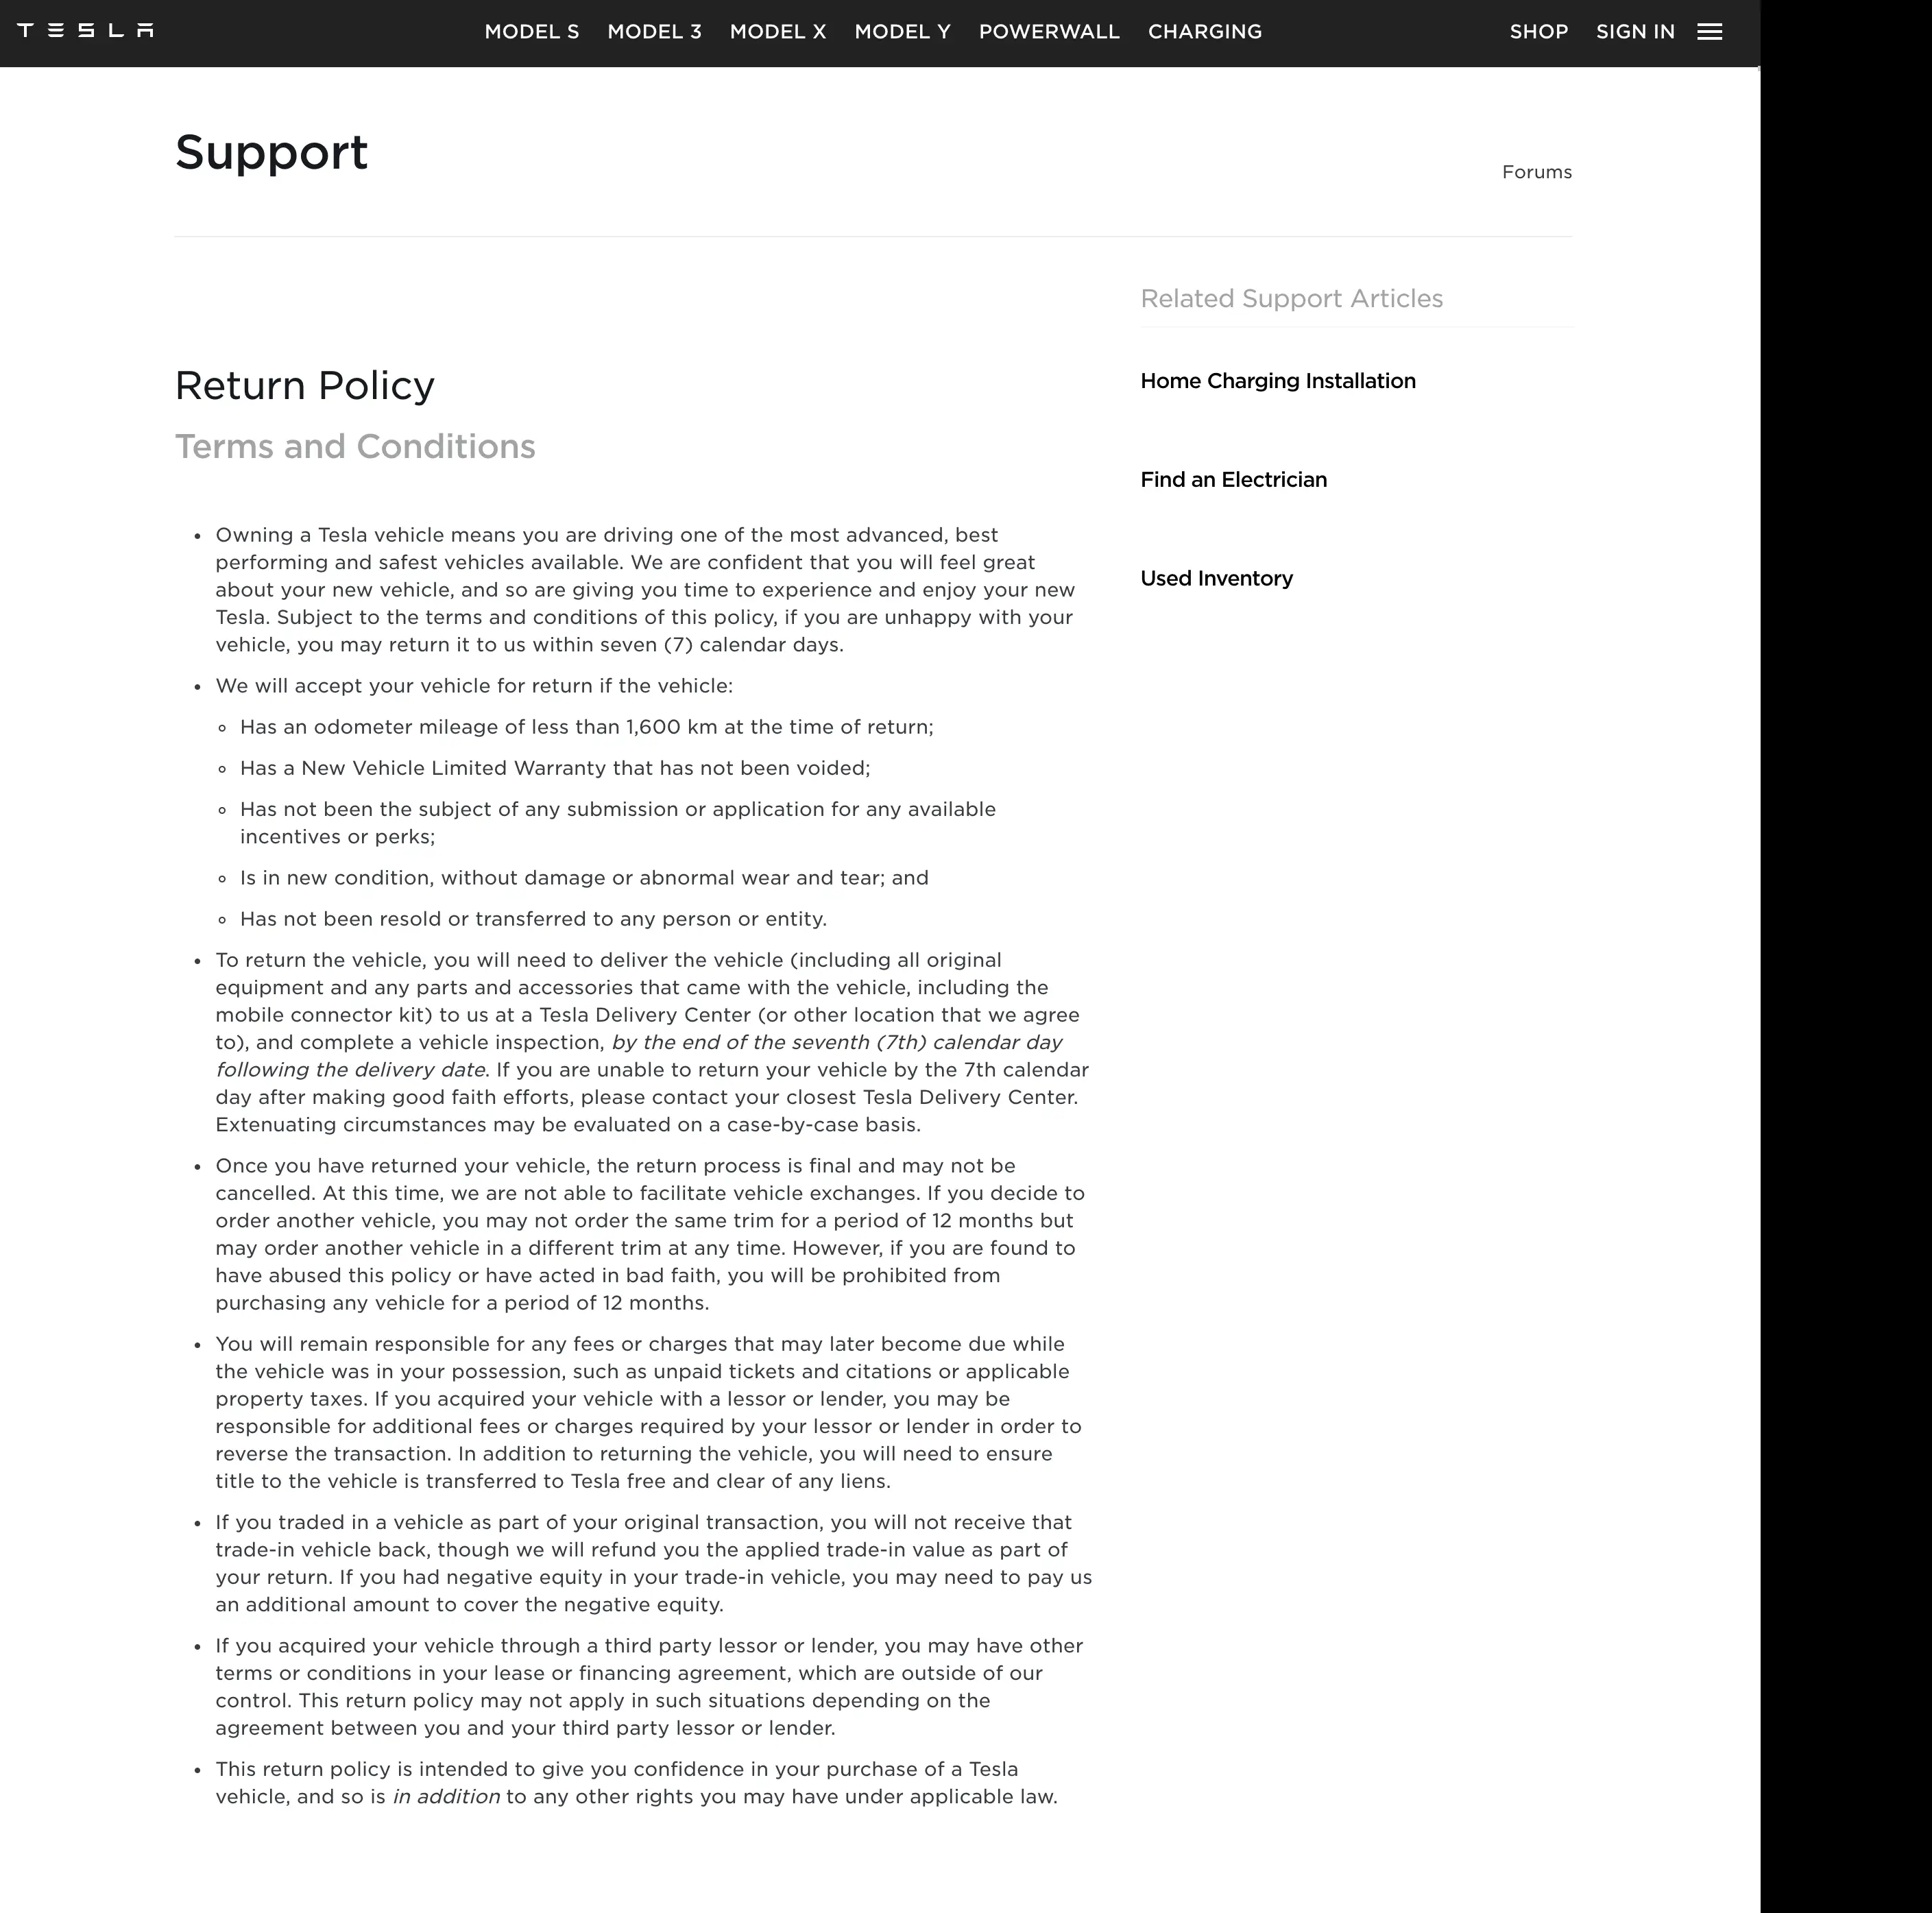 TESLA
MODEL S MODEL 3 MODEL X MODEL Y POWERWALL CHARGING
SHOP SIGN IN
Support
Forums
Return Policy
Terms and Conditions
• Owning a Tesla vehicle means you are driving one of the most advanced, best
performing and safest vehicles available. We are confident that you will feel great
about your new vehicle, and so are giving you time to experience and enjoy your new
Tesla. Subject to the terms and conditions of this policy, if you are unhappy with your
vehicle, you may return it to us within seven (7) calendar days.
• We will accept your vehicle for return if the vehicle:
◦ Has an odometer mileage of less than 1,600 km at the time of return;
◦ Has a New Vehicle Limited Warranty that has not been voided;
◦ Has not been the subject of any submission or application for any available
incentives or perks;
◦ Is in new condition, without damage or abnormal wear and tear; and
◦ Has not been resold or transferred to any person or entity.
• To return the vehicle, you will need to deliver the vehicle (including all original
equipment and any parts and accessories that came with the vehicle, including the
mobile connector kit) to us at a Tesla Delivery Center (or other location that we agree
to), and complete a vehicle inspection, by the end of the seventh (7th) calendar day
following the delivery date. If you are unable to return your vehicle by the 7th calendar
day after making good faith efforts, please contact your closest Tesla Delivery Center.
Extenuating circumstances may be evaluated on a case-by-case basis.
• Once you have returned your vehicle, the return process is final and may not be
cancelled. At this time, we are not able to facilitate vehicle exchanges. If you decide to
order another vehicle, you may not order the same trim for a period of 12 months but
may order another vehicle in a different trim at any time. However, if you are found to
have abused this policy or have acted in bad faith, you will be prohibited from
purchasing any vehicle for a period of 12 months.
• You will remain responsible for any fees or charges that may later become due while
the vehicle was in your possession, such as unpaid tickets and citations or applicable
property taxes. If you acquired your vehicle with a lessor or lender, you may be
responsible for additional fees or charges required by your lessor or lender in order to
reverse the transaction. In addition to returning the vehicle, you will need to ensure
title to the vehicle is transferred to Tesla free and clear of any liens.
• If you traded in a vehicle as part of your original transaction, you will not receive that
trade-in vehicle back, though we will refund you the applied trade-in value as part of
your return. If you had negative equity in your trade-in vehicle, you may need to pay us
an additional amount to cover the negative equity.
• If you acquired your vehicle through a third party lessor or lender, you may have other
terms or conditions in your lease or financing agreement, which are outside of our
control. This return policy may not apply in such situations depending on the
agreement between you and your third party lessor or lender.
• This return policy is intended to give you confidence in your purchase of a Tesla
vehicle, and so is in addition to any other rights you may have under applicable law.
Related Support Articles
Home Charging Installation
Find an Electrician
Used Inventory